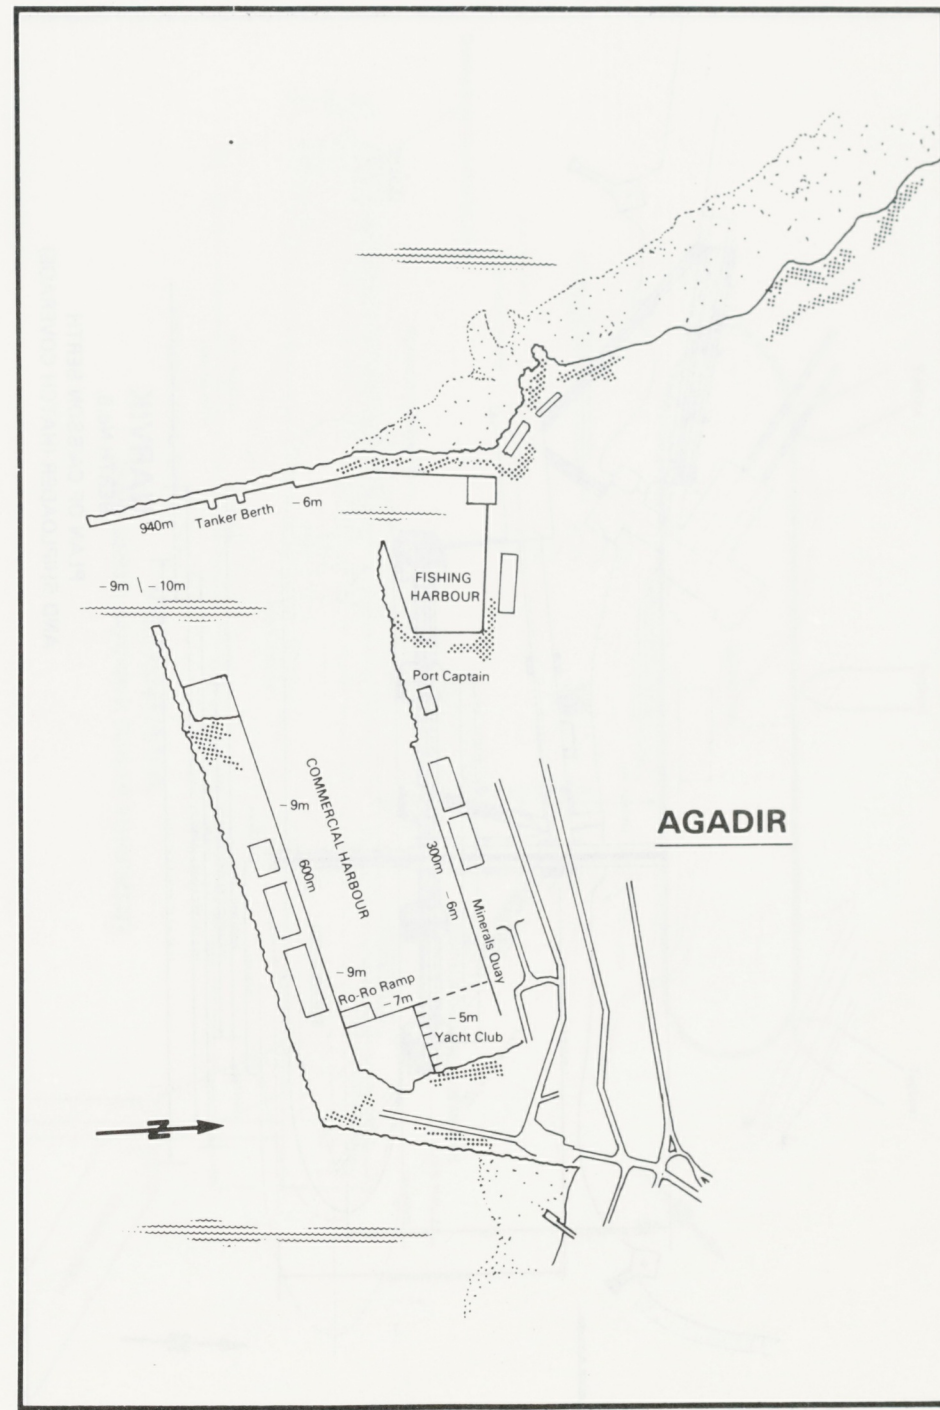 940m
Tanker Berth
– 6m
– 9m \ – 10m
FISHING
HARBOUR
Port Captain
COMMERCIAL HARBOUR
– 9m
600m
AGADIR
300m
– 6m
Minerals Quay
– 9m
Ro-Ro Ramp
– 7m
– 5m
Yacht Club
N